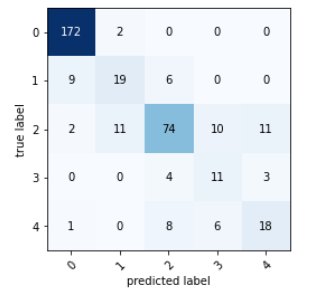 0 172 2 0 0 0
1 9 19 6 0 0
2 2 11 74 10 11
3 0 0 4 11 3
4 1 0 8 6 18
true label
0 1 2 3 4
predicted label